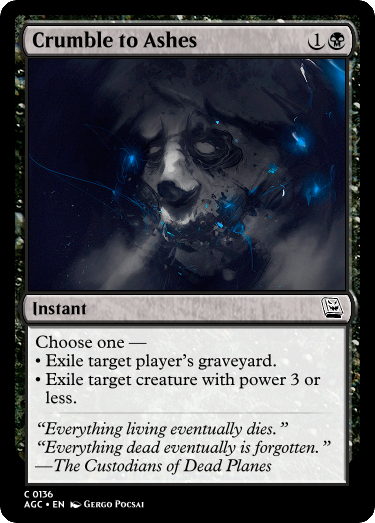 Crumble to Ashes 1
Instant
Choose one —
• Exile target player's graveyard.
• Exile target creature with power 3 or
less.
"Everything living eventually dies."
"Everything dead eventually is forgotten."
—The Custodians of Dead Planes
C 0136
AGC • EN Gergo Pocsai